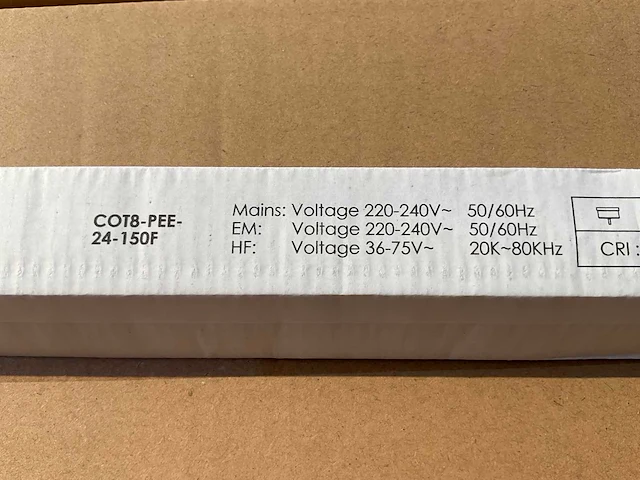 COT8-PEE-
24-150F
Mains: Voltage 220-240V~ 50/60Hz
EM: Voltage 220-240V~ 50/60Hz
HF: Voltage 36-75V~ 20K~80KHz
CRI :